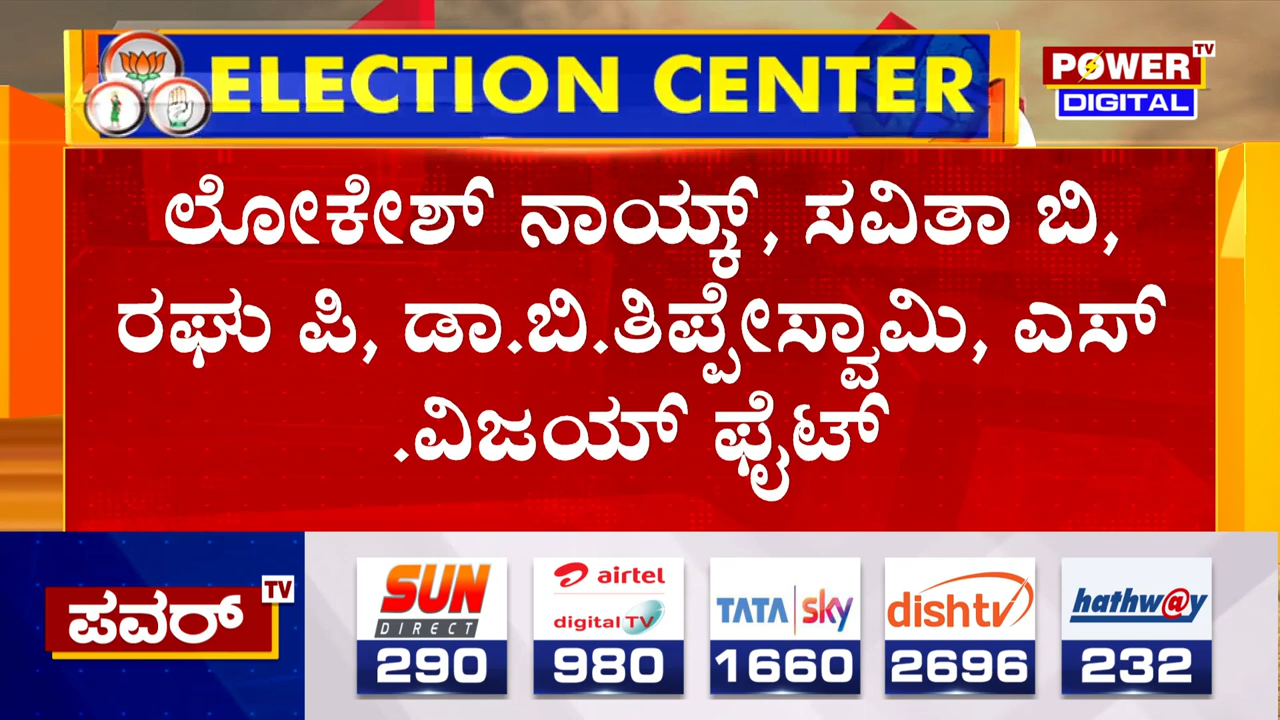 ELECTION CENTER
POWER TV
DIGITAL
ಲೋಕೇಶ್ ನಾಯ್ಕ್, ಸವಿತಾ ಬಿ,
ರಘು ಪಿ, ಡಾ.ಬಿ.ತಿಪ್ಪೇಸ್ವಾಮಿ, ಎಸ್
.ವಿಜಯ್ ಫೈಟ್
ಪವರ್ TV
SUN
DIRECT
290
airtel
digital TV
980
TATA sky
1660
dishtv
2696
hathw@y
232